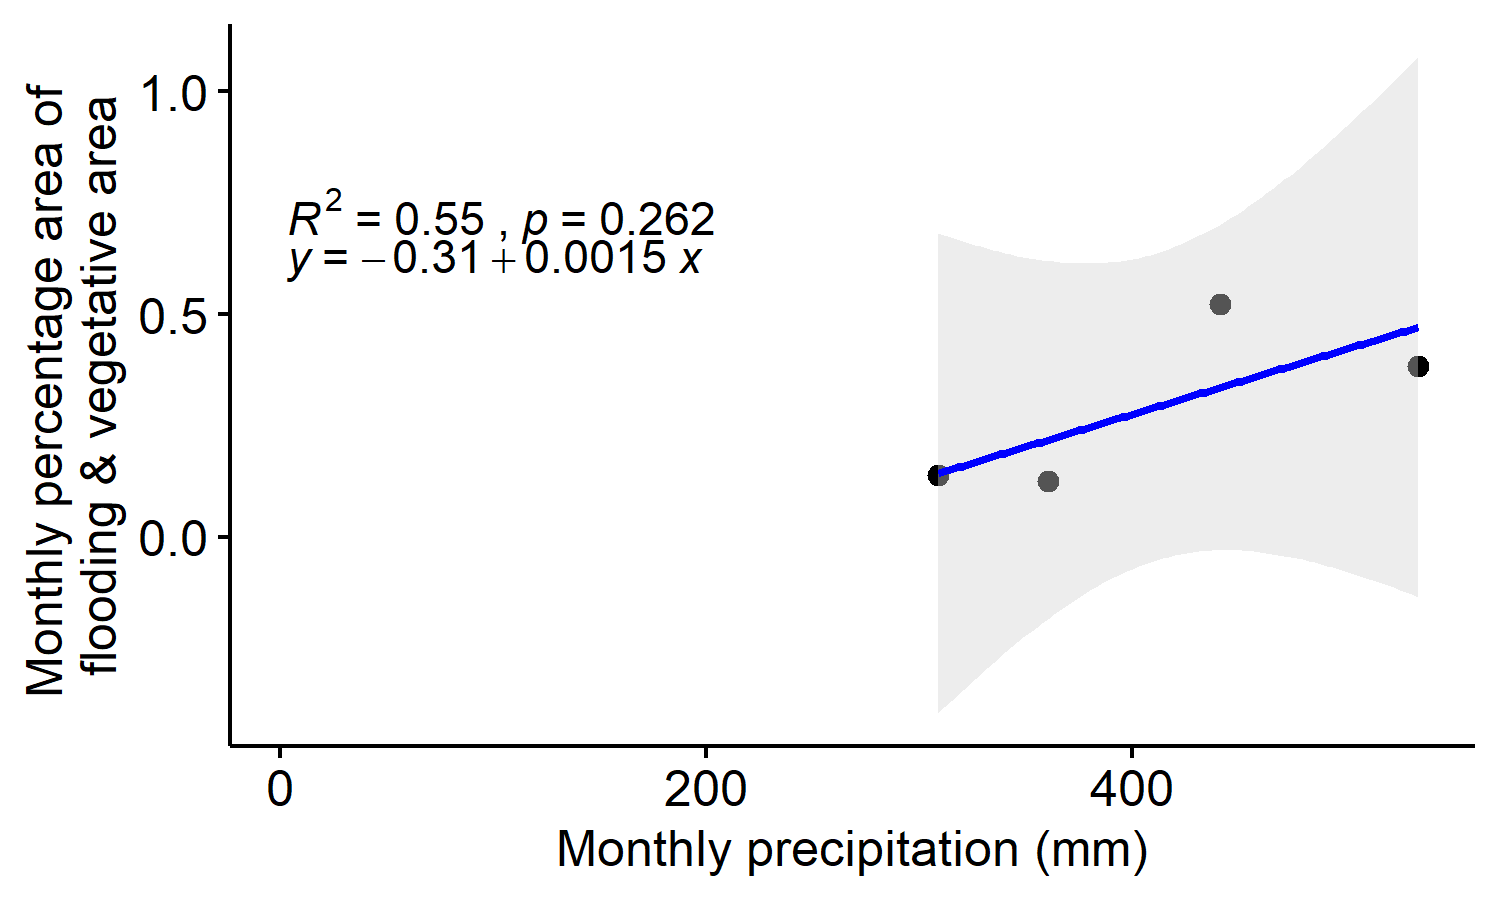 Monthly percentage area of
flooding & vegetative area
1.0
0.5
0.0
R² = 0.55 , p = 0.262
y = −0.31 + 0.0015 x
0 200 400
Monthly precipitation (mm)